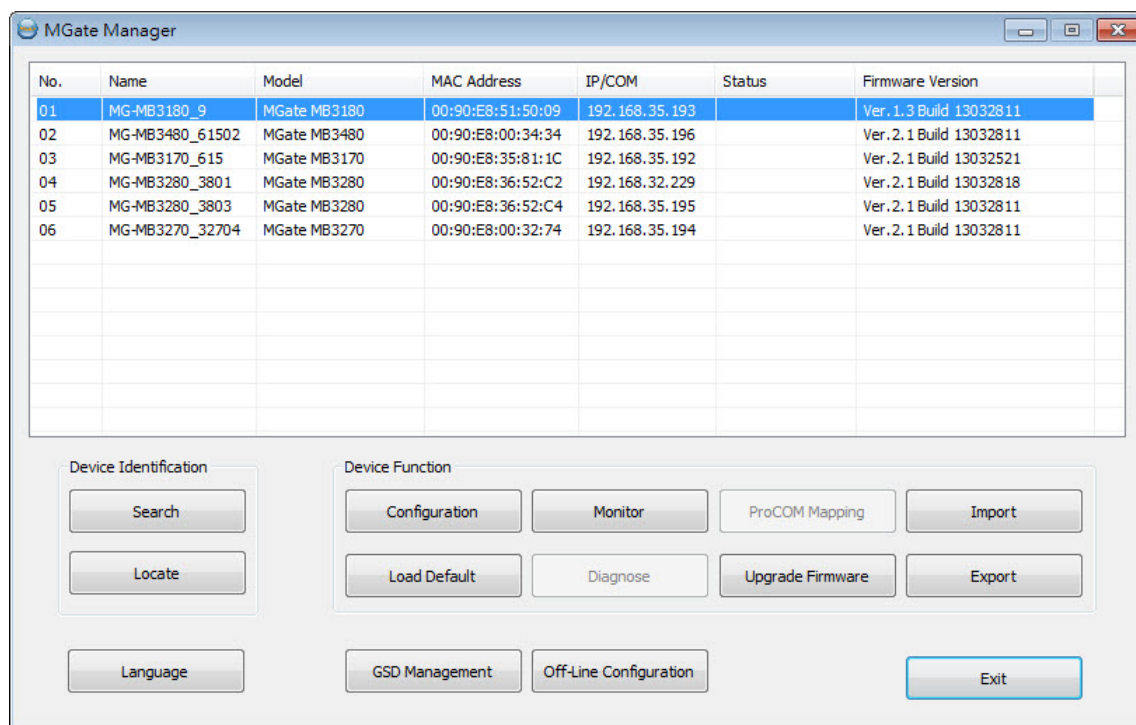 MGate Manager
No. Name Model MAC Address IP/COM Status Firmware Version
01 MG-MB3180_9 MGate MB3180 00:90:E8:51:50:09 192.168.35.193 Ver.1.3 Build 13032811
02 MG-MB3480_61502 MGate MB3480 00:90:E8:00:34:34 192.168.35.196 Ver.2.1 Build 13032811
03 MG-MB3170_615 MGate MB3170 00:90:E8:35:81:1C 192.168.35.192 Ver.2.1 Build 13032521
04 MG-MB3280_3801 MGate MB3280 00:90:E8:36:52:C2 192.168.32.229 Ver.2.1 Build 13032818
05 MG-MB3280_3803 MGate MB3280 00:90:E8:36:52:C4 192.168.35.195 Ver.2.1 Build 13032811
06 MG-MB3270_32704 MGate MB3270 00:90:E8:00:32:74 192.168.35.194 Ver.2.1 Build 13032811
Device Identification
Search
Locate
Device Function
Configuration Monitor ProCOM Mapping Import
Load Default Diagnose Upgrade Firmware Export
Language GSD Management Off-Line Configuration Exit